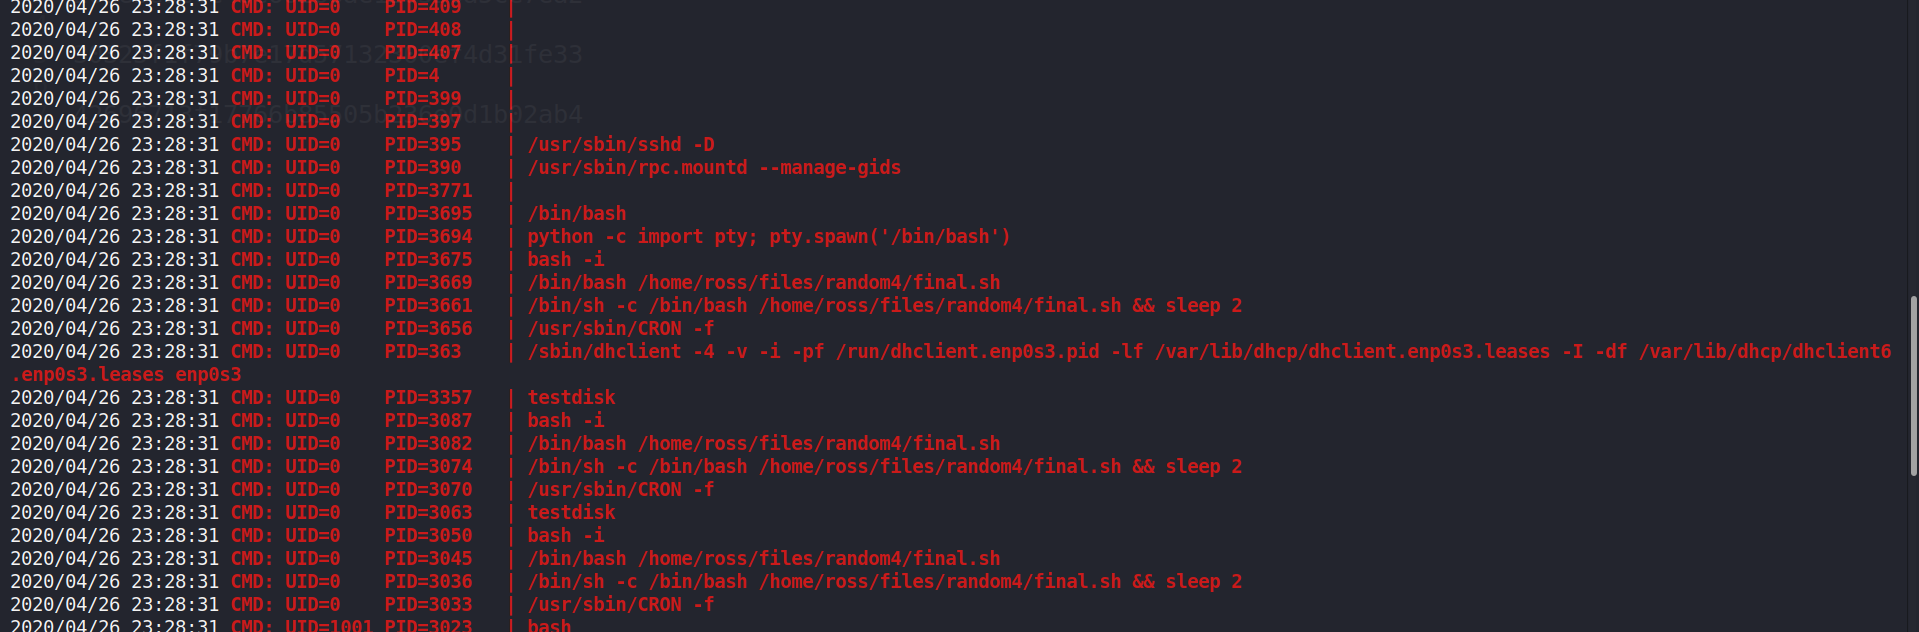 2020/04/26 23:28:31 CMD: UID=0    PID=409    |
2020/04/26 23:28:31 CMD: UID=0    PID=408    |
2020/04/26 23:28:31 CMD: UID=0    PID=407    |
2020/04/26 23:28:31 CMD: UID=0    PID=4      |
2020/04/26 23:28:31 CMD: UID=0    PID=399    |
2020/04/26 23:28:31 CMD: UID=0    PID=397    |
2020/04/26 23:28:31 CMD: UID=0    PID=395    | /usr/sbin/sshd -D
2020/04/26 23:28:31 CMD: UID=0    PID=390    | /usr/sbin/rpc.mountd --manage-gids
2020/04/26 23:28:31 CMD: UID=0    PID=3771   |
2020/04/26 23:28:31 CMD: UID=0    PID=3695   | /bin/bash
2020/04/26 23:28:31 CMD: UID=0    PID=3694   | python -c import pty; pty.spawn('/bin/bash')
2020/04/26 23:28:31 CMD: UID=0    PID=3675   | bash -i
2020/04/26 23:28:31 CMD: UID=0    PID=3669   | /bin/bash /home/ross/files/random4/final.sh
2020/04/26 23:28:31 CMD: UID=0    PID=3661   | /bin/sh -c /bin/bash /home/ross/files/random4/final.sh && sleep 2
2020/04/26 23:28:31 CMD: UID=0    PID=3656   | /usr/sbin/CRON -f
2020/04/26 23:28:31 CMD: UID=0    PID=363    | /sbin/dhclient -4 -v -i -pf /run/dhclient.enp0s3.pid -lf /var/lib/dhcp/dhclient.enp0s3.leases -I -df /var/lib/dhcp/dhclient6
.enp0s3.leases enp0s3
2020/04/26 23:28:31 CMD: UID=0    PID=3357   | testdisk
2020/04/26 23:28:31 CMD: UID=0    PID=3087   | bash -i
2020/04/26 23:28:31 CMD: UID=0    PID=3082   | /bin/bash /home/ross/files/random4/final.sh
2020/04/26 23:28:31 CMD: UID=0    PID=3074   | /bin/sh -c /bin/bash /home/ross/files/random4/final.sh && sleep 2
2020/04/26 23:28:31 CMD: UID=0    PID=3070   | /usr/sbin/CRON -f
2020/04/26 23:28:31 CMD: UID=0    PID=3063   | testdisk
2020/04/26 23:28:31 CMD: UID=0    PID=3050   | bash -i
2020/04/26 23:28:31 CMD: UID=0    PID=3045   | /bin/bash /home/ross/files/random4/final.sh
2020/04/26 23:28:31 CMD: UID=0    PID=3036   | /bin/sh -c /bin/bash /home/ross/files/random4/final.sh && sleep 2
2020/04/26 23:28:31 CMD: UID=0    PID=3033   | /usr/sbin/CRON -f
2020/04/26 23:28:31 CMD: UID=1001 PID=3023   | bash